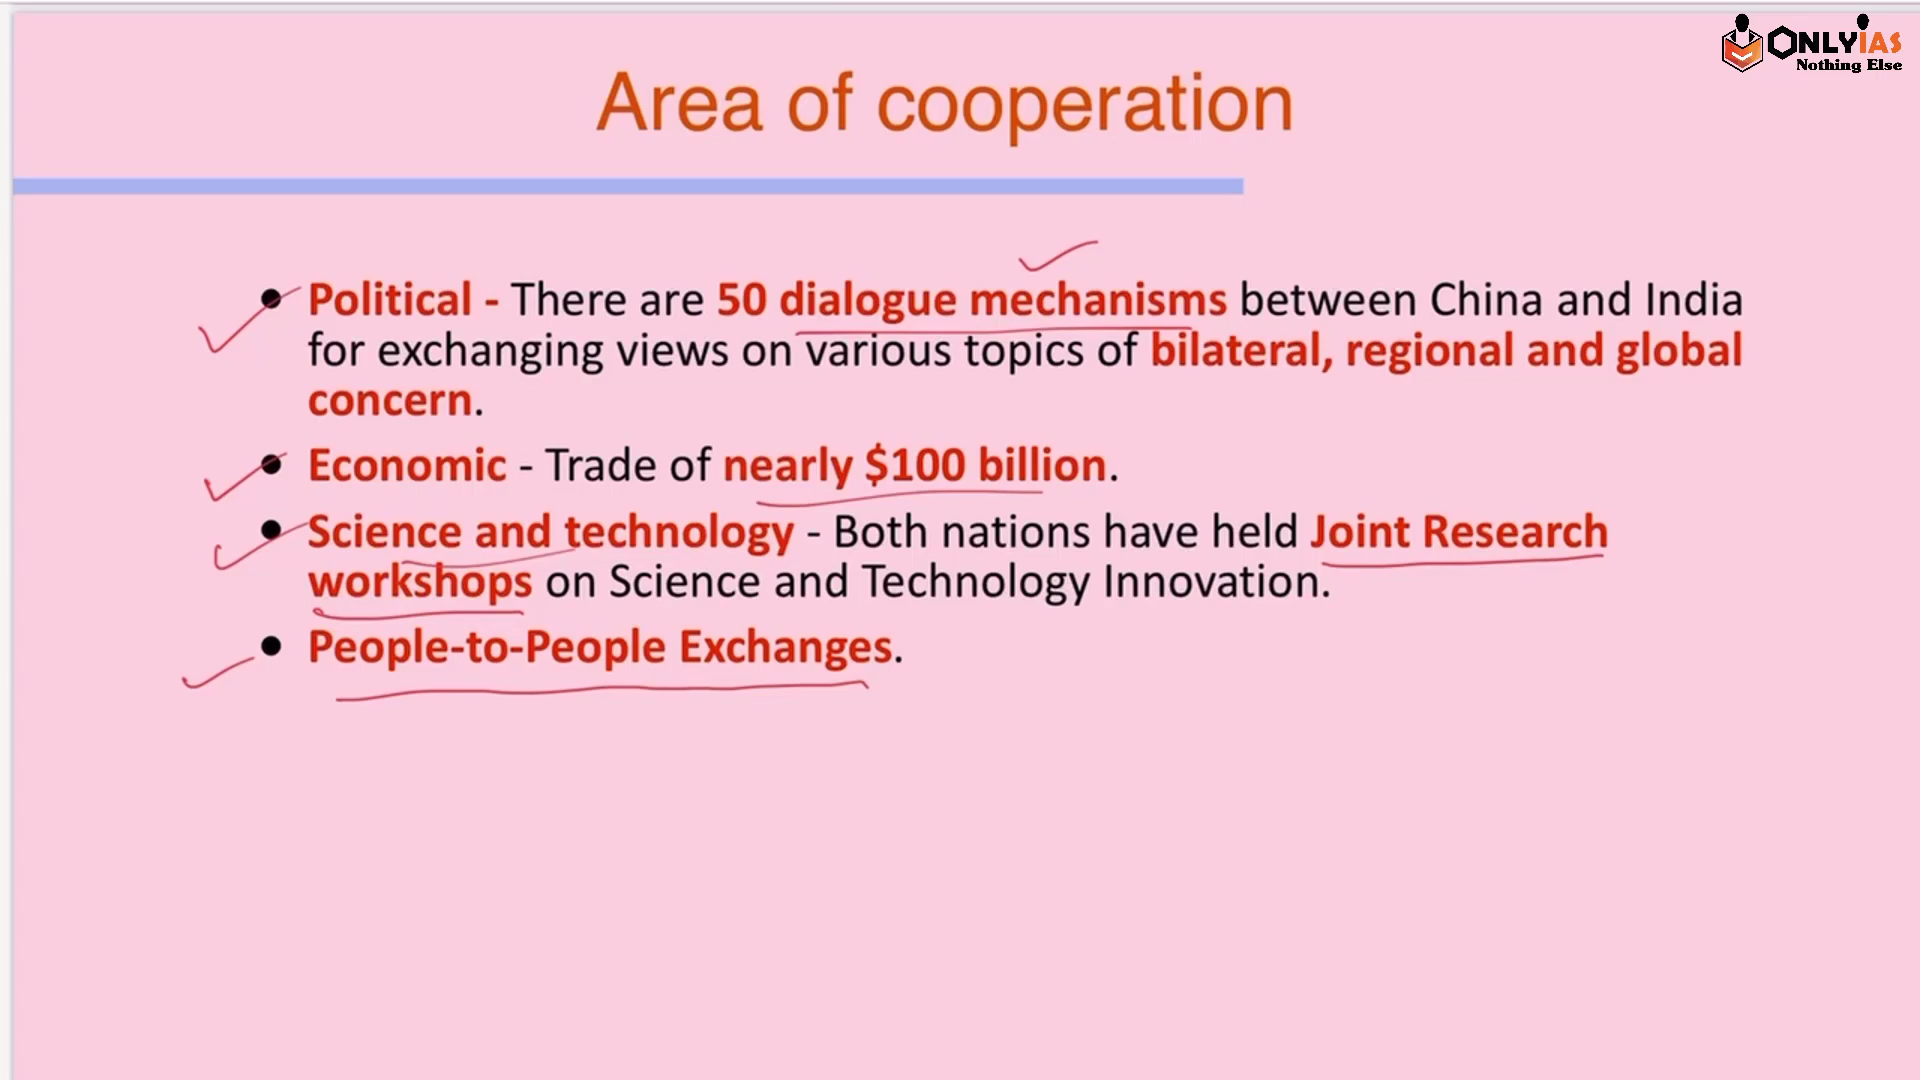 ONLYIAS
Nothing Else
Area of cooperation
Political - There are 50 dialogue mechanisms between China and India
for exchanging views on various topics of bilateral, regional and global
concern.
Economic - Trade of nearly $100 billion.
Science and technology - Both nations have held Joint Research
workshops on Science and Technology Innovation.
People-to-People Exchanges.